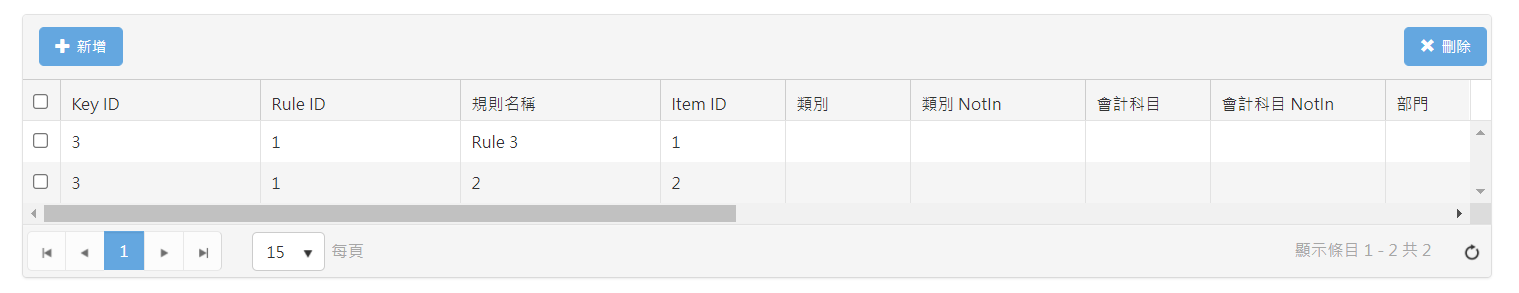 新增 刪除
Key ID Rule ID 規則名稱 Item ID 類別 類別 NotIn 會計科目 會計科目 NotIn 部門
3 1 Rule 3 1
3 1 2 2
1 15 每頁 顯示條目 1 - 2 共 2